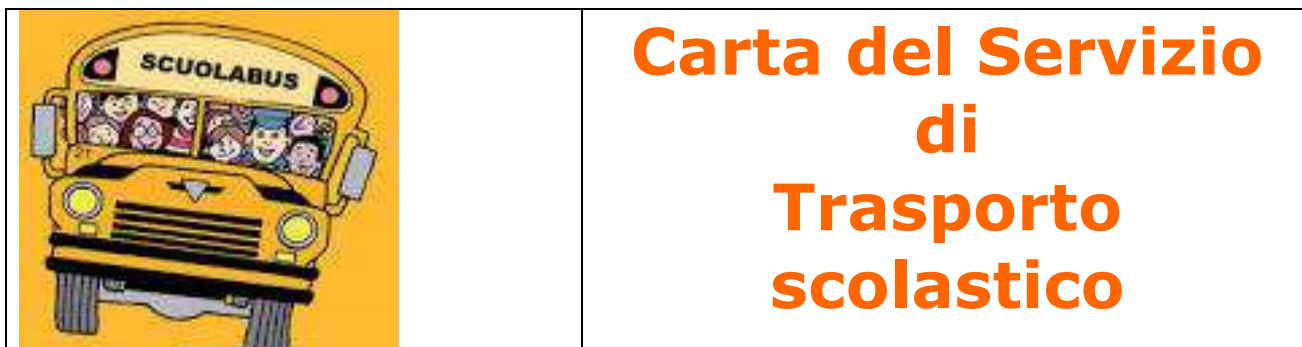 SCUOLABUS
Carta del Servizio
di
Trasporto
scolastico